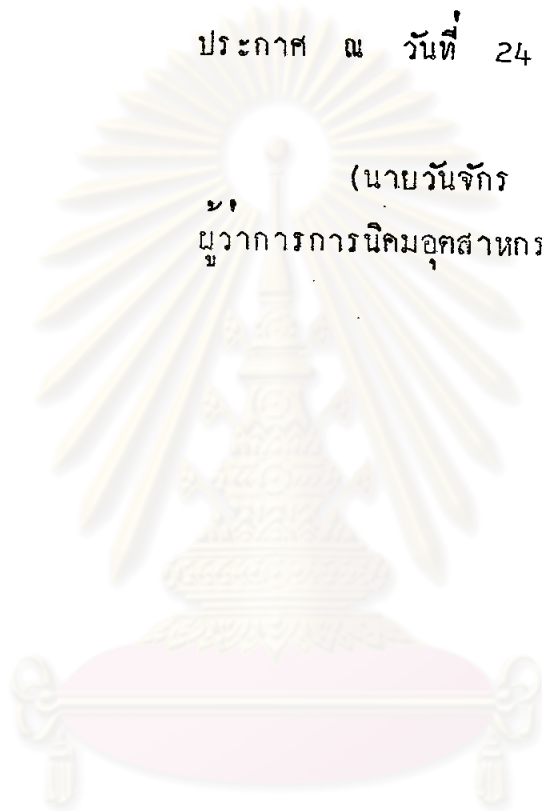 ประกาศ ณ วันที่ 24
(นายวันจักร
ผู้ว่าการการนิคมอุตสาหกร